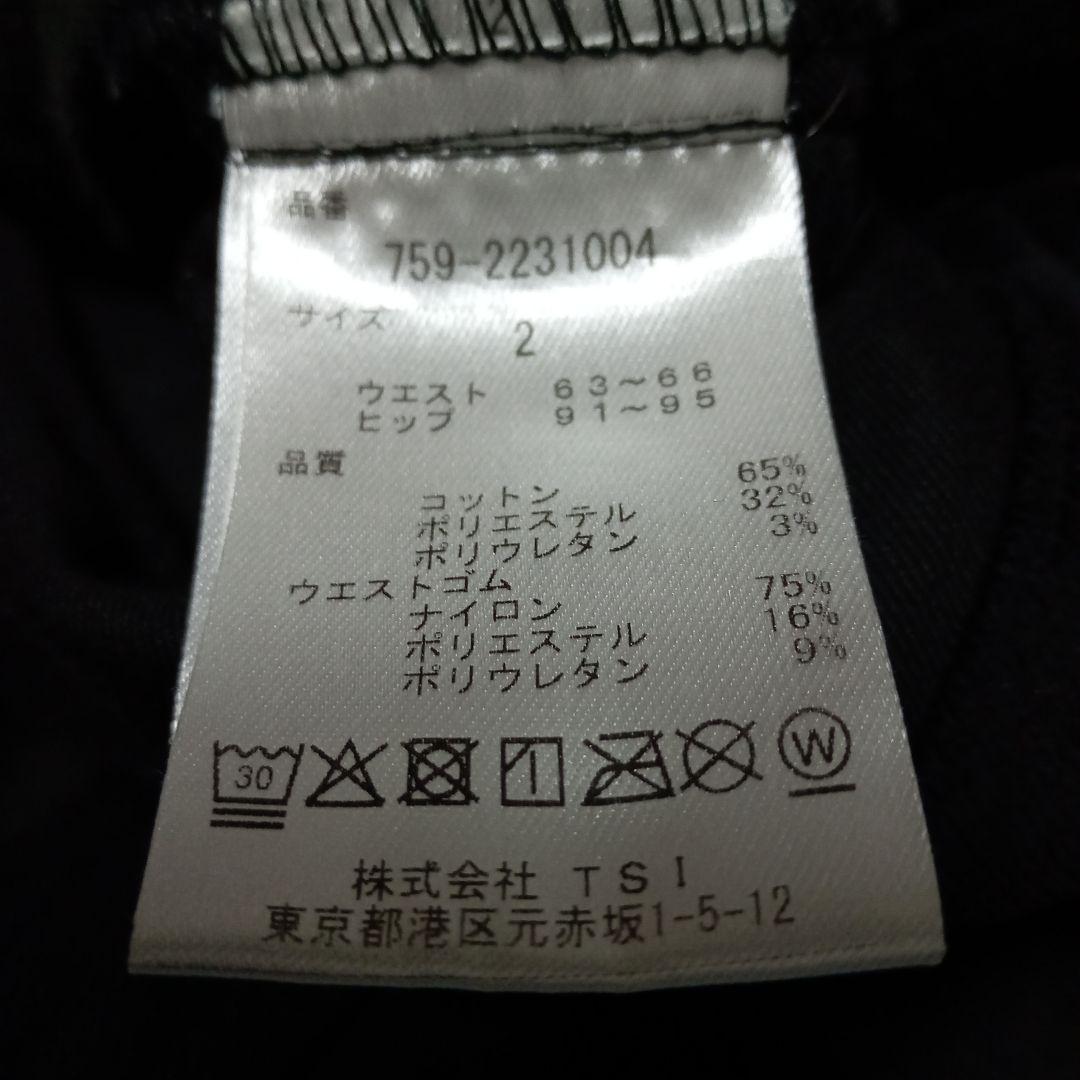 品番
759-2231004
サイズ
2
ウエスト ６３～６６
ヒップ ９１～９５
品質
コットン 65%
ポリエステル 32%
ポリウレタン 3%
ウエストゴム
ナイロン 75%
ポリエステル 16%
ポリウレタン 9%
30 W
株式会社 ＴＳＩ
東京都港区元赤坂1-5-12